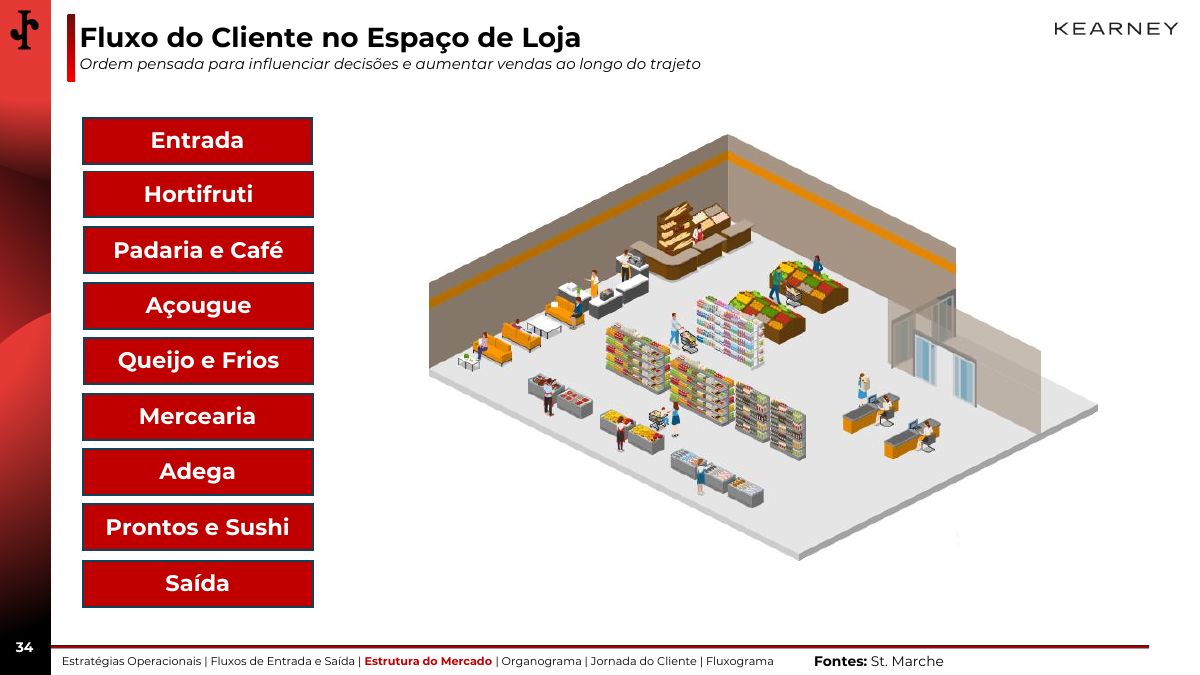 Fluxo do Cliente no Espaço de Loja
KEARNEY
Ordem pensada para influenciar decisões e aumentar vendas ao longo do trajeto
Entrada
Hortifruti
Padaria e Café
Açougue
Queijo e Frios
Mercearia
Adega
Prontos e Sushi
Saída
34
Estratégias Operacionais | Fluxos de Entrada e Saída | Estrutura do Mercado | Organograma | Jornada do Cliente | Fluxograma
Fontes: St. Marche